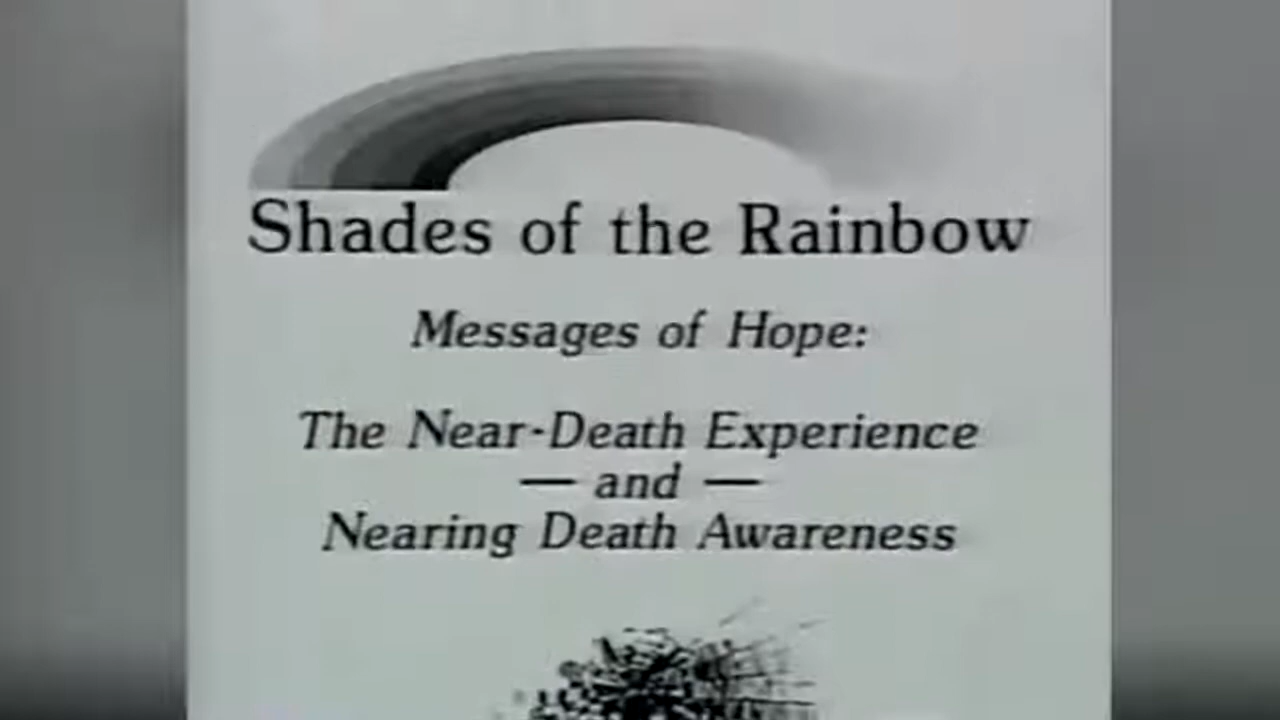 Shades of the Rainbow
Messages of Hope:
The Near-Death Experience
— and —
Nearing Death Awareness